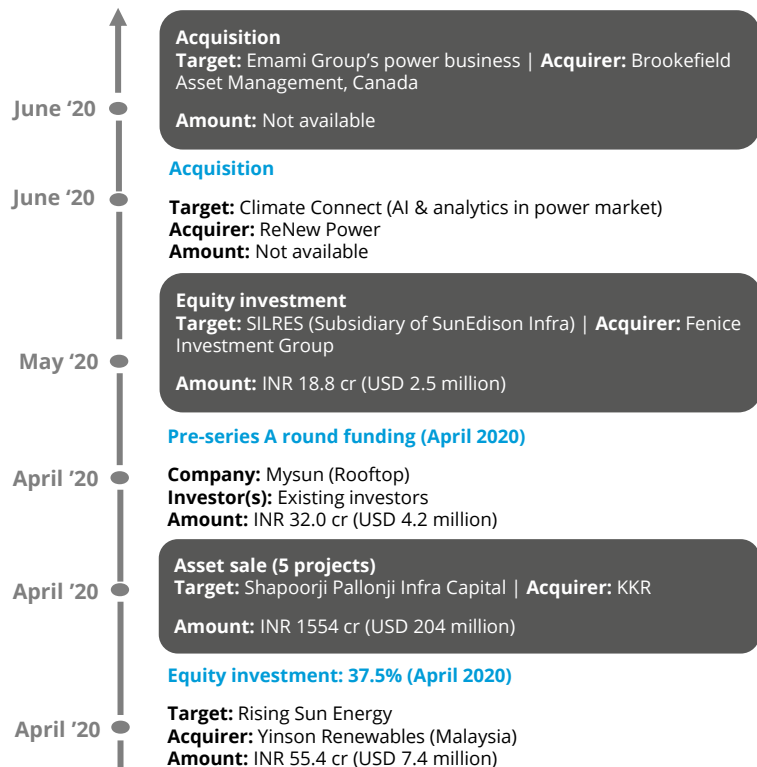 Acquisition
Target: Emami Group’s power business | Acquirer: Brookefield
Asset Management, Canada
June ‘20
Amount: Not available
Acquisition
June ‘20
Target: Climate Connect (AI & analytics in power market)
Acquirer: ReNew Power
Amount: Not available
Equity investment
Target: SILRES (Subsidiary of SunEdison Infra) | Acquirer: Fenice
Investment Group
May ‘20
Amount: INR 18.8 cr (USD 2.5 million)
Pre-series A round funding (April 2020)
April ’20
Company: Mysun (Rooftop)
Investor(s): Existing investors
Amount: INR 32.0 cr (USD 4.2 million)
Asset sale (5 projects)
Target: Shapoorji Pallonji Infra Capital | Acquirer: KKR
April ’20
Amount: INR 1554 cr (USD 204 million)
Equity investment: 37.5% (April 2020)
April ’20
Target: Rising Sun Energy
Acquirer: Yinson Renewables (Malaysia)
Amount: INR 55.4 cr (USD 7.4 million)